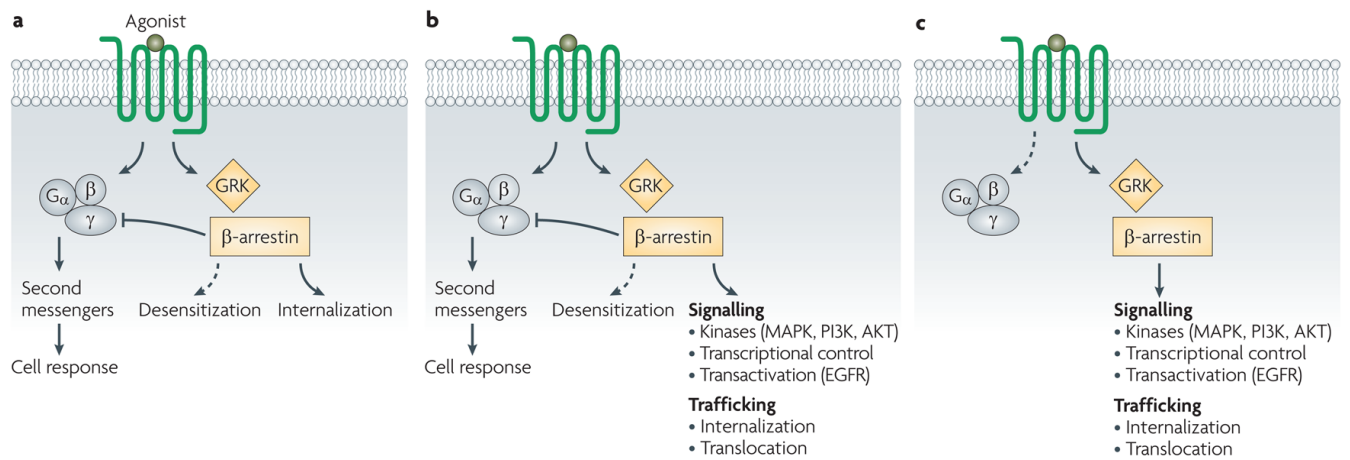 a
Agonist
GRK
Gα
β
γ
β-arrestin
Second
messengers
Desensitization
Internalization
Cell response
b
GRK
Gα
β
γ
β-arrestin
Second
messengers
Desensitization
Cell response
Signalling
• Kinases (MAPK, PI3K, AKT)
• Transcriptional control
• Transactivation (EGFR)
Trafficking
• Internalization
• Translocation
c
GRK
Gα
β
γ
β-arrestin
Signalling
• Kinases (MAPK, PI3K, AKT)
• Transcriptional control
• Transactivation (EGFR)
Trafficking
• Internalization
• Translocation